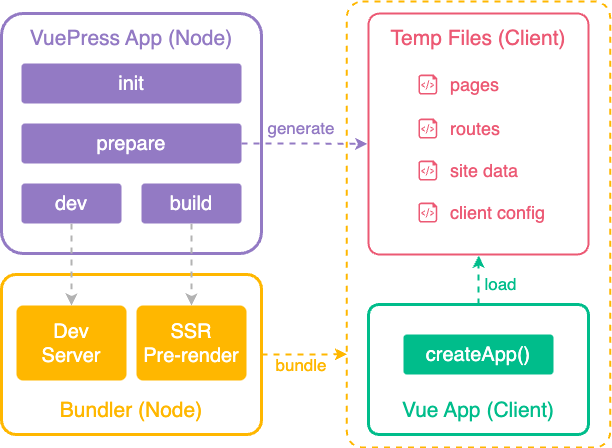 VuePress App (Node)
init
prepare
dev
build
generate
Temp Files (Client)
pages
routes
site data
client config
Dev
Server
SSR
Pre-render
Bundler (Node)
bundle
load
createApp()
Vue App (Client)